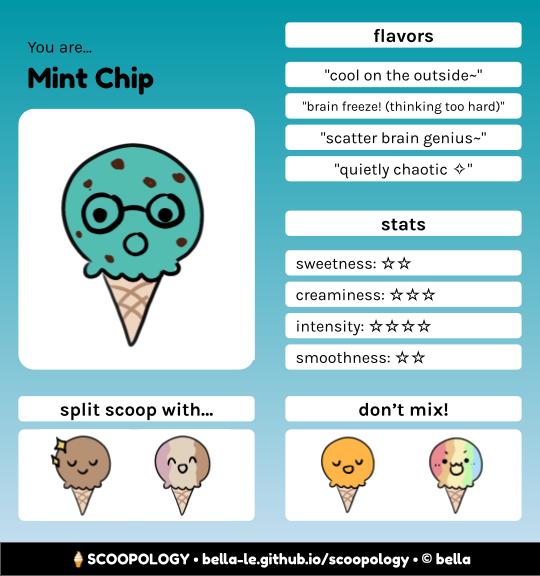 You are...
Mint Chip
flavors
"cool on the outside~"
"brain freeze! (thinking too hard)"
"scatter brain genius~"
"quietly chaotic ✧"
stats
sweetness: ☆☆
creaminess: ☆☆☆
intensity: ☆☆☆☆
smoothness: ☆☆
split scoop with...
don’t mix!
🍦SCOOPOLOGY • bella-le.github.io/scoopology • © bella